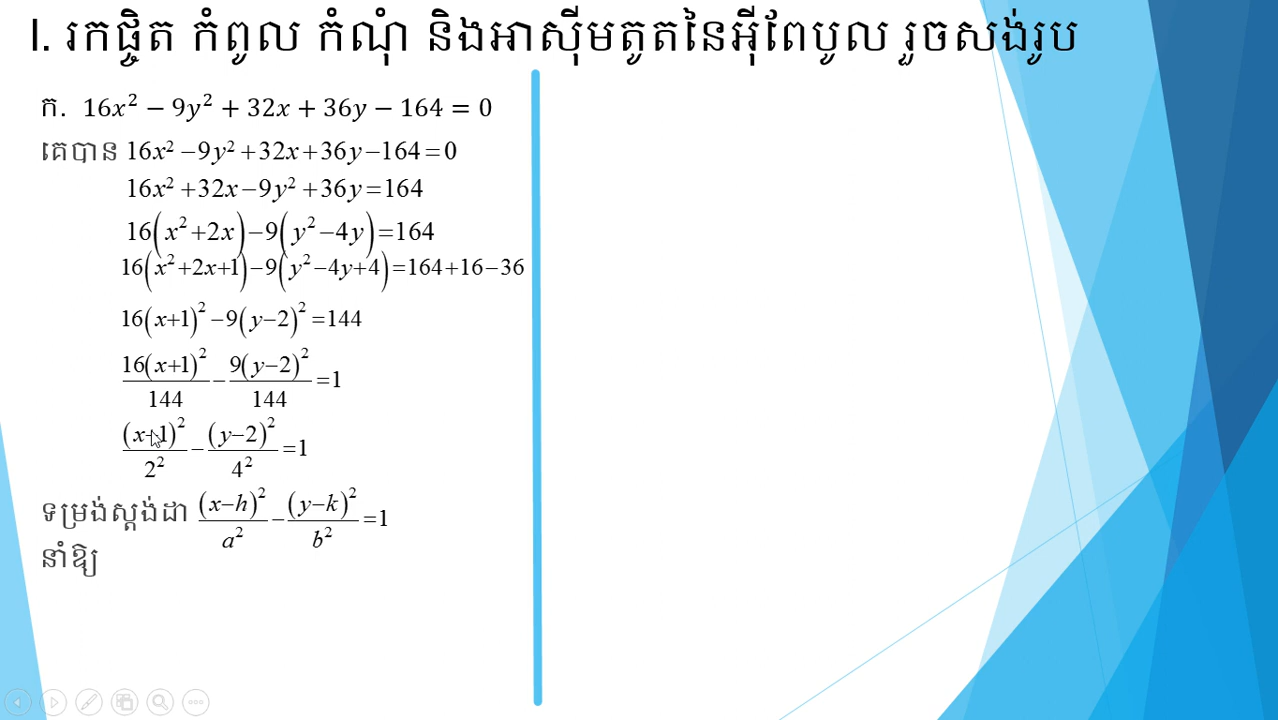 I. រកផ្ចិត កំពូល កំណុំ និងអាស៊ីមតូតនៃអ៊ីពែបូល រួចសង់រូប
ក. 16x² − 9y² + 32x + 36y − 164 = 0
គេបាន 16x² −9y² +32x+36y−164=0
16x² +32x−9y² +36y=164
16(x²+2x)−9(y²−4y)=164
16(x²+2x+1)−9(y²−4y+4)=164+16−36
16(x+1)² −9(y−2)² =144
16(x+1)²/144 − 9(y−2)²/144 =1
(x+1)²/2² − (y−2)²/4² =1
ទម្រង់ស្តង់ដា (x−h)²/a² − (y−k)²/b² =1
នាំឱ្យ